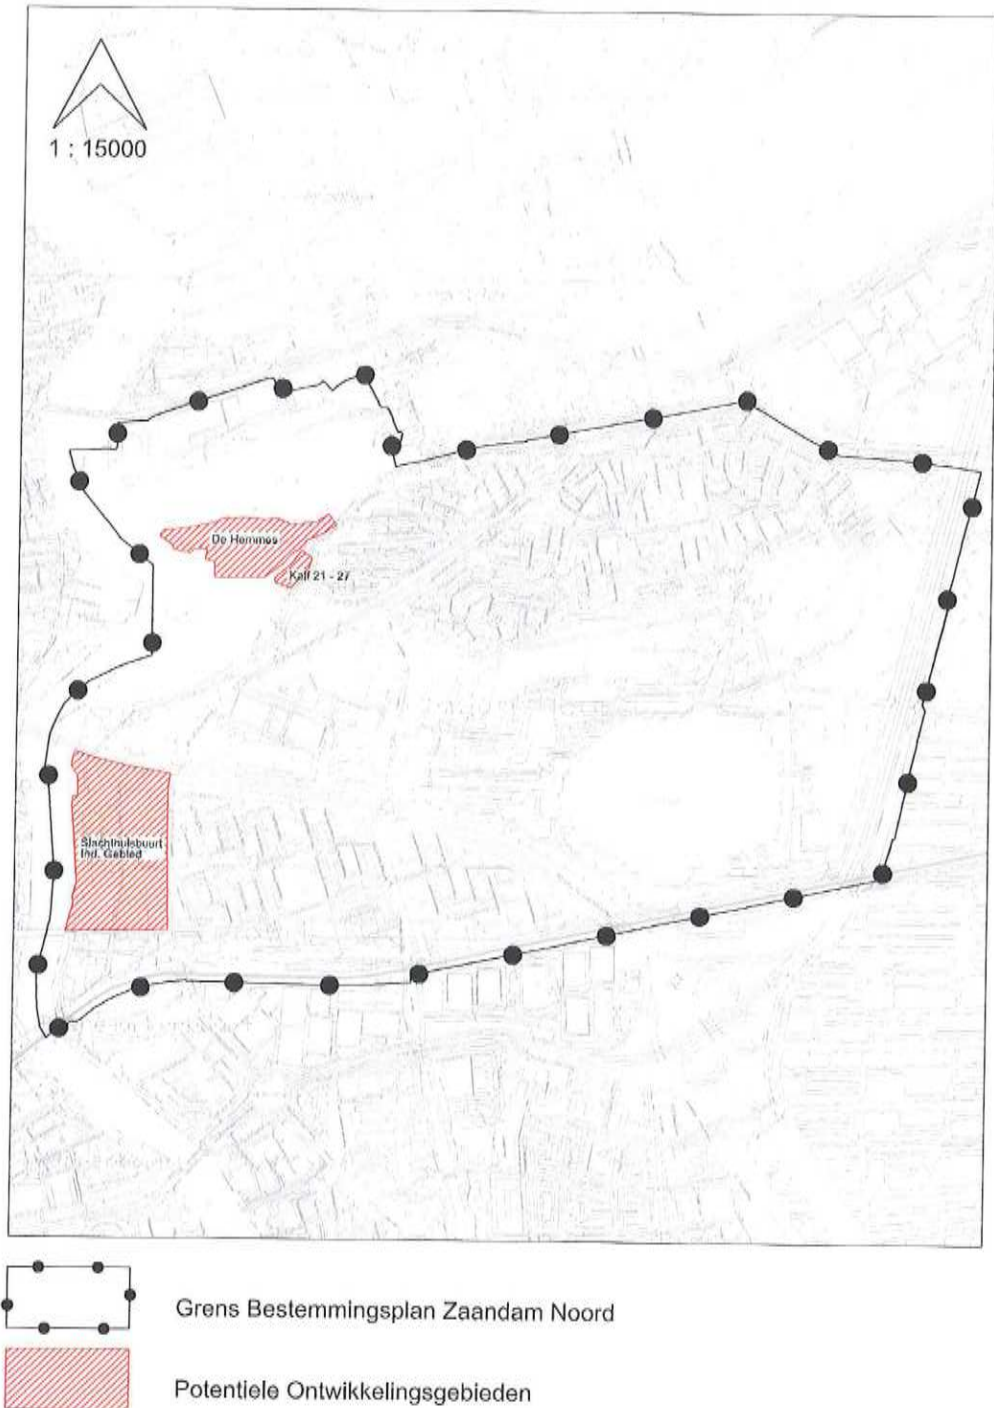 1 : 15000
De Hemmes
Kalf 21 - 27
Slachthuisbuurt
Ind. Gebied
Grens Bestemmingsplan Zaandam Noord
Potentiele Ontwikkelingsgebieden